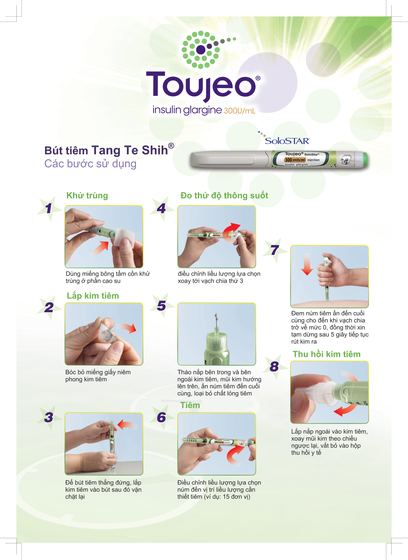 Toujeo®
insulin glargine 300U/mL
SoloSTAR
Bút tiêm Tang Te Shih®
Các bước sử dụng
Toujeo®
Khử trùng
1
Dùng miếng bông tẩm cồn khử
trùng ở phần cao su
Lắp kim tiêm
2
Bóc bỏ miếng giấy niêm
phong kim tiêm
3
Để bút tiêm thẳng đứng, lắp
kim tiêm vào bút sau đó vặn
chặt lại
Đo thử độ thông suốt
4
điều chỉnh liều lượng lựa chọn
xoay tới vạch chia thứ 3
5
Tháo nắp bên trong và bên
ngoài kim tiêm, mũi kim hướng
lên trên, ấn núm tiêm đến cuối
cùng, loại bỏ chất lỏng tiêm
Tiêm
6
Điều chỉnh liều lượng lựa chọn
núm đến vị trí liều lượng cần
thiết tiêm (ví dụ: 15 đơn vị)
7
Đem núm tiêm ấn đến cuối
cùng cho đến khi vạch chia
trở về mức 0, đồng thời xin
tạm dừng sau 5 giây tiếp tục
rút kim ra
Thu hồi kim tiêm
8
Lắp nắp ngoài vào kim tiêm,
xoay mũi kim theo chiều
ngược lại, vất bỏ vào hộp
thu hồi y tế